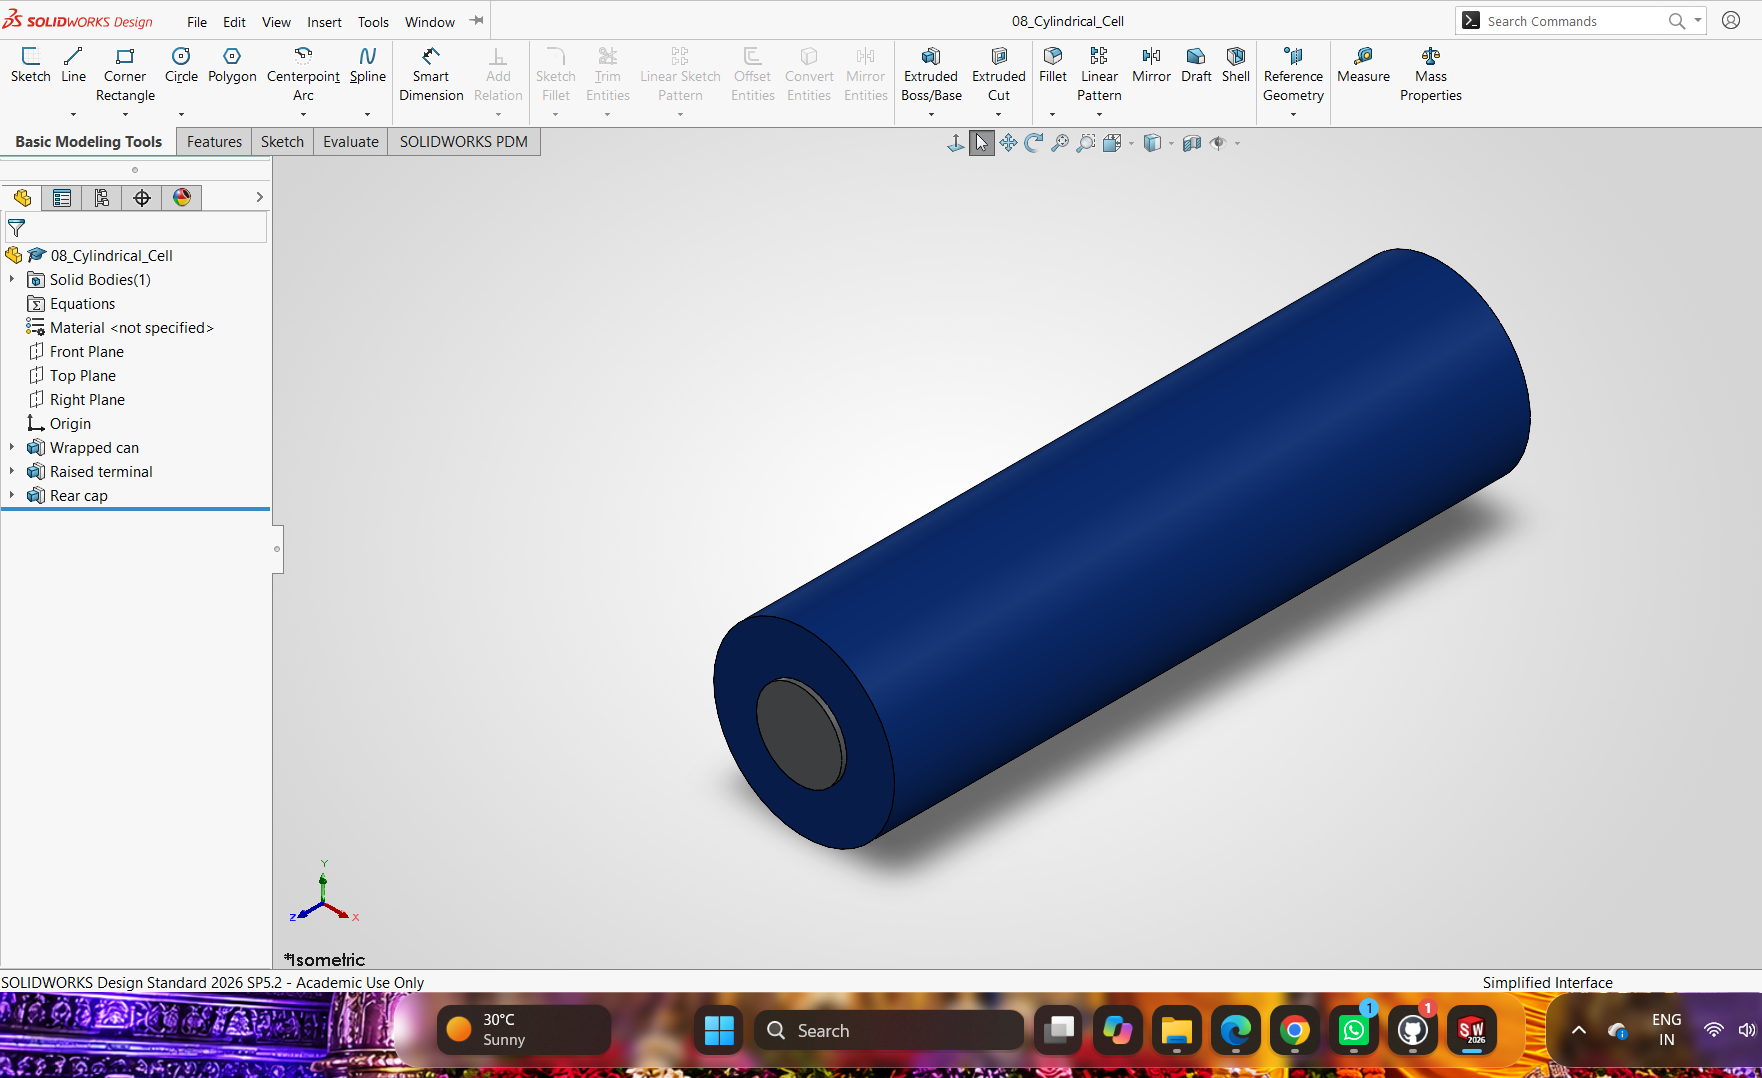 SOLIDWORKS Design
File Edit View Insert Tools Window
08_Cylindrical_Cell
Search Commands
Sketch Line Corner Rectangle Circle Polygon Centerpoint Arc Spline Smart Dimension Add Relation Sketch Fillet Trim Entities Linear Sketch Pattern Offset Entities Convert Entities Mirror Entities Extruded Boss/Base Extruded Cut Fillet Linear Pattern Mirror Draft Shell Reference Geometry Measure Mass Properties
Basic Modeling Tools Features Sketch Evaluate SOLIDWORKS PDM
08_Cylindrical_Cell
Solid Bodies(1)
Equations
Material <not specified>
Front Plane
Top Plane
Right Plane
Origin
Wrapped can
Raised terminal
Rear cap
Y
Z X
*Isometric
SOLIDWORKS Design Standard 2026 SP5.2 - Academic Use Only
Simplified Interface
30°C
Sunny
Search
1
1
SW
2026
ENG
IN